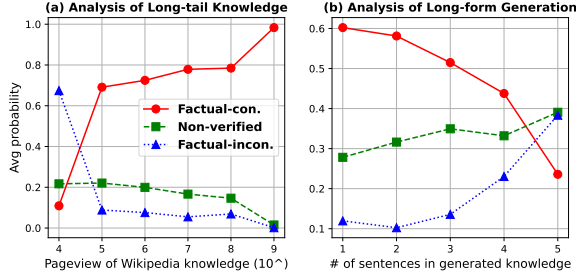 (a) Analysis of Long-tail Knowledge
1.0
0.8
0.6
0.4
0.2
0.0
Avg probability
Factual-con.
Non-verified
Factual-incon.
4 5 6 7 8 9
Pageview of Wikipedia knowledge (10^)
(b) Analysis of Long-form Generation
0.6
0.5
0.4
0.3
0.2
0.1
1 2 3 4 5
# of sentences in generated knowledge